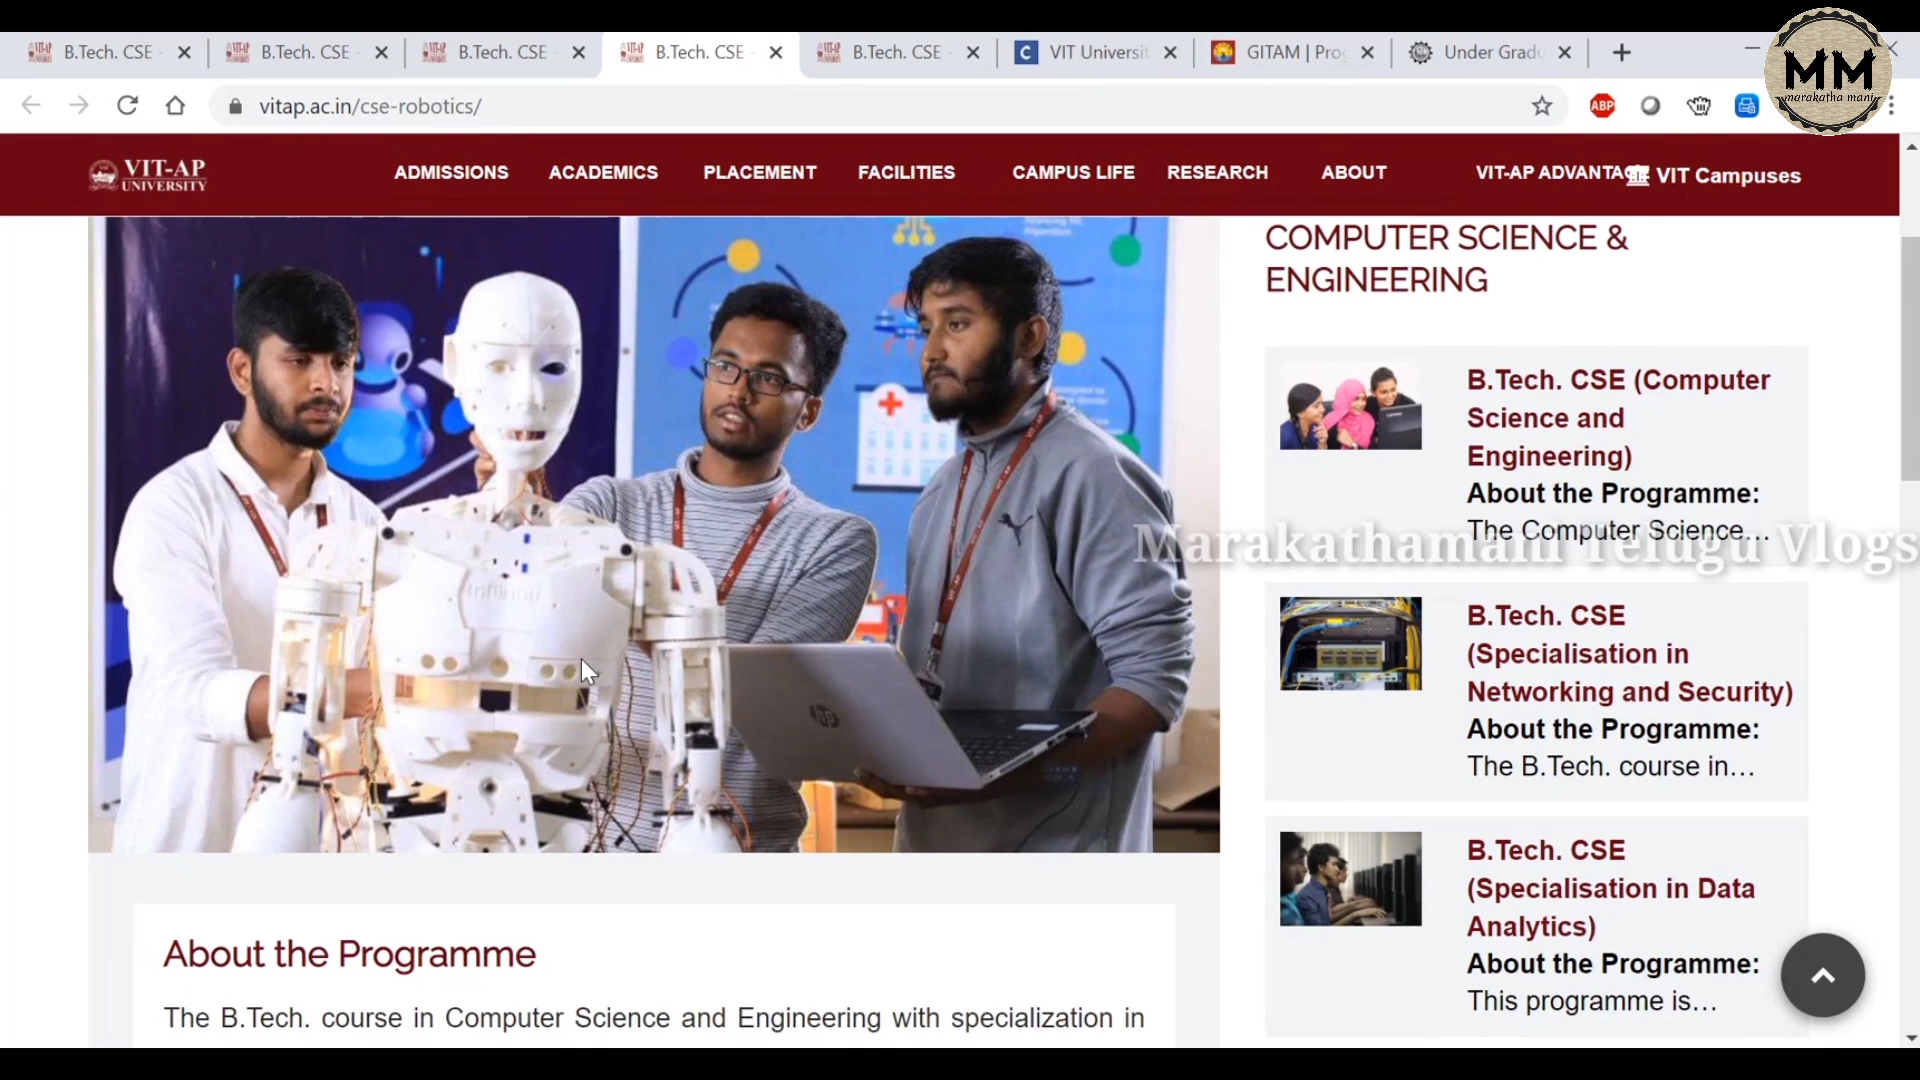 B.Tech. CSE -
B.Tech. CSE -
B.Tech. CSE -
B.Tech. CSE -
B.Tech. CSE -
C
VIT Universit
GITAM | Prog
Under Gradu
MM
marakatha mani
vitap.ac.in/cse-robotics/
ABP
VIT-AP
UNIVERSITY
ADMISSIONS
ACADEMICS
PLACEMENT
FACILITIES
CAMPUS LIFE
RESEARCH
ABOUT
VIT-AP ADVANTAGE
VIT Campuses
COMPUTER SCIENCE &
ENGINEERING
B.Tech. CSE (Computer
Science and
Engineering)
About the Programme:
The Computer Science...
Marakathamani Telugu Vlogs
B.Tech. CSE
(Specialisation in
Networking and Security)
About the Programme:
The B.Tech. course in...
B.Tech. CSE
(Specialisation in Data
Analytics)
About the Programme:
This programme is...
hp
About the Programme
The B.Tech. course in Computer Science and Engineering with specialization in